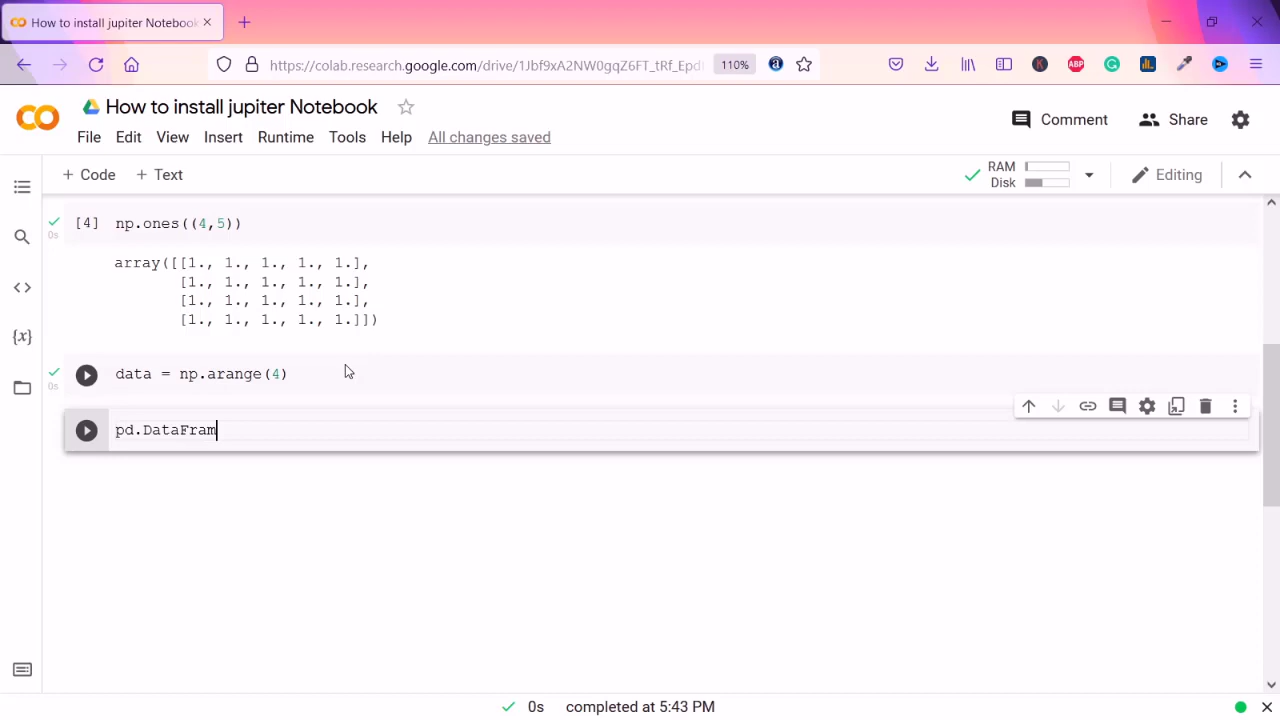 How to install jupiter Notebook
https://colab.research.google.com/drive/1Jbf9xA2NW0gqZ6FT_tRf_Epd
110%
How to install jupiter Notebook
File Edit View Insert Runtime Tools Help All changes saved
Comment
Share
+ Code + Text
RAM
Disk
Editing
[4] np.ones((4,5))
0s
array([[1., 1., 1., 1., 1.],
[1., 1., 1., 1., 1.],
[1., 1., 1., 1., 1.],
[1., 1., 1., 1., 1.]])
data = np.arange(4)
0s
pd.DataFram
{x}
ABP
0s completed at 5:43 PM